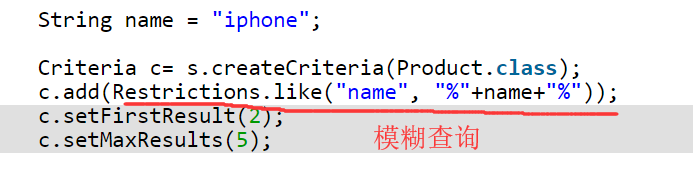 String name = "iphone";
Criteria c= s.createCriteria(Product.class);
c.add(Restrictions.like("name", "%"+name+"%"));
c.setFirstResult(2);
c.setMaxResults(5);
模糊查询